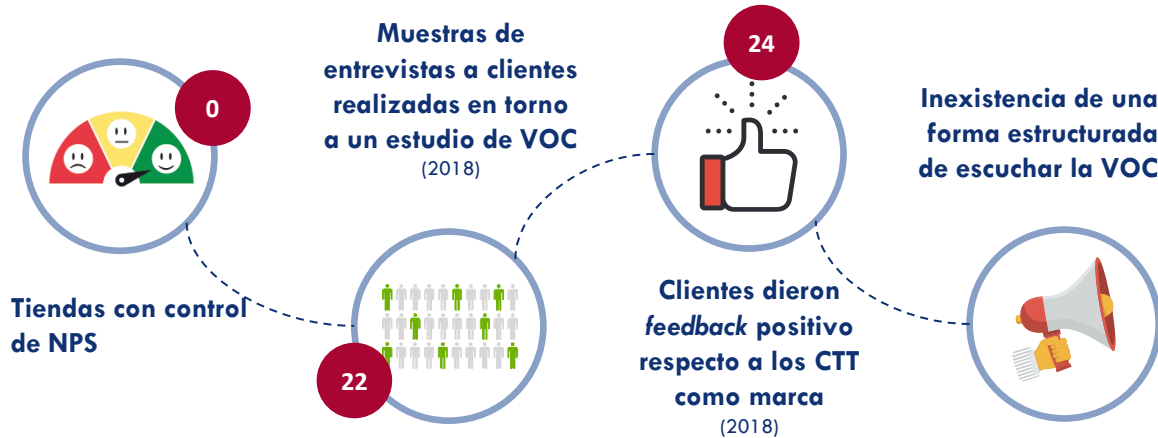 0
Tiendas con control
de NPS
Muestras de
entrevistas a clientes
realizadas en torno
a un estudio de VOC
(2018)
22
24
Clientes dieron
feedback positivo
respecto a los CTT
como marca
(2018)
Inexistencia de una
forma estructurada
de escuchar la VOC